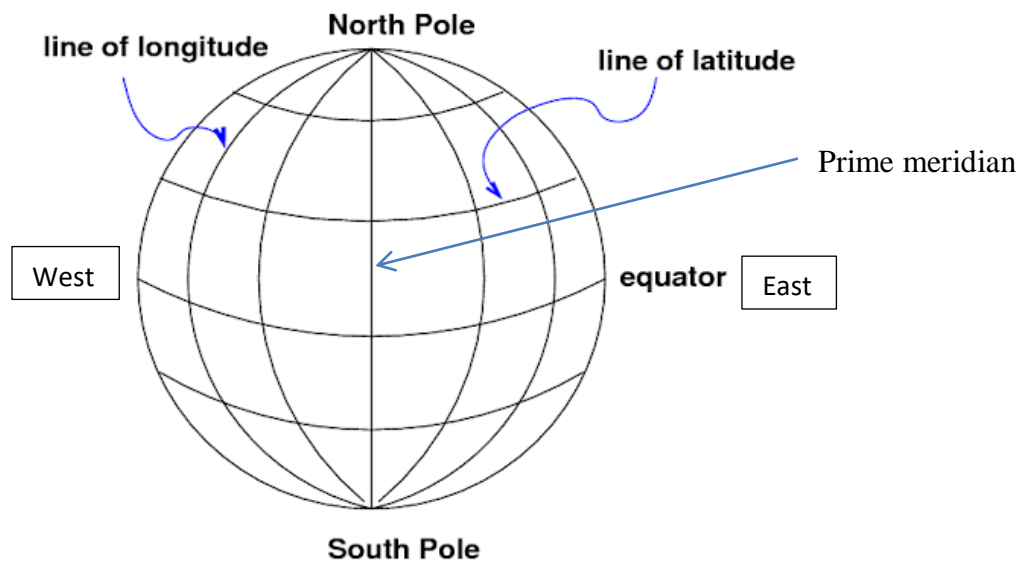 North Pole
line of longitude
line of latitude
Prime meridian
West
equator
East
South Pole